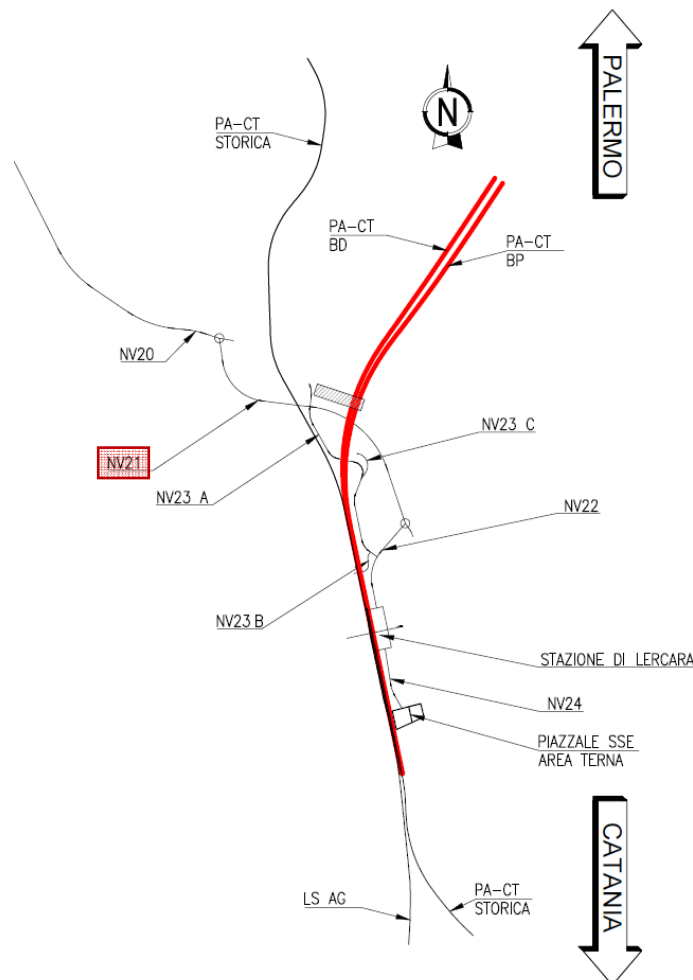 PALERMO
N
PA-CT
STORICA
PA-CT
BD
PA-CT
BP
NV20
NV23 C
NV21
NV23 A
NV22
NV23 B
STAZIONE DI LERCARA
NV24
PIAZZALE SSE
AREA TERNA
CATANIA
LS AG
PA-CT
STORICA